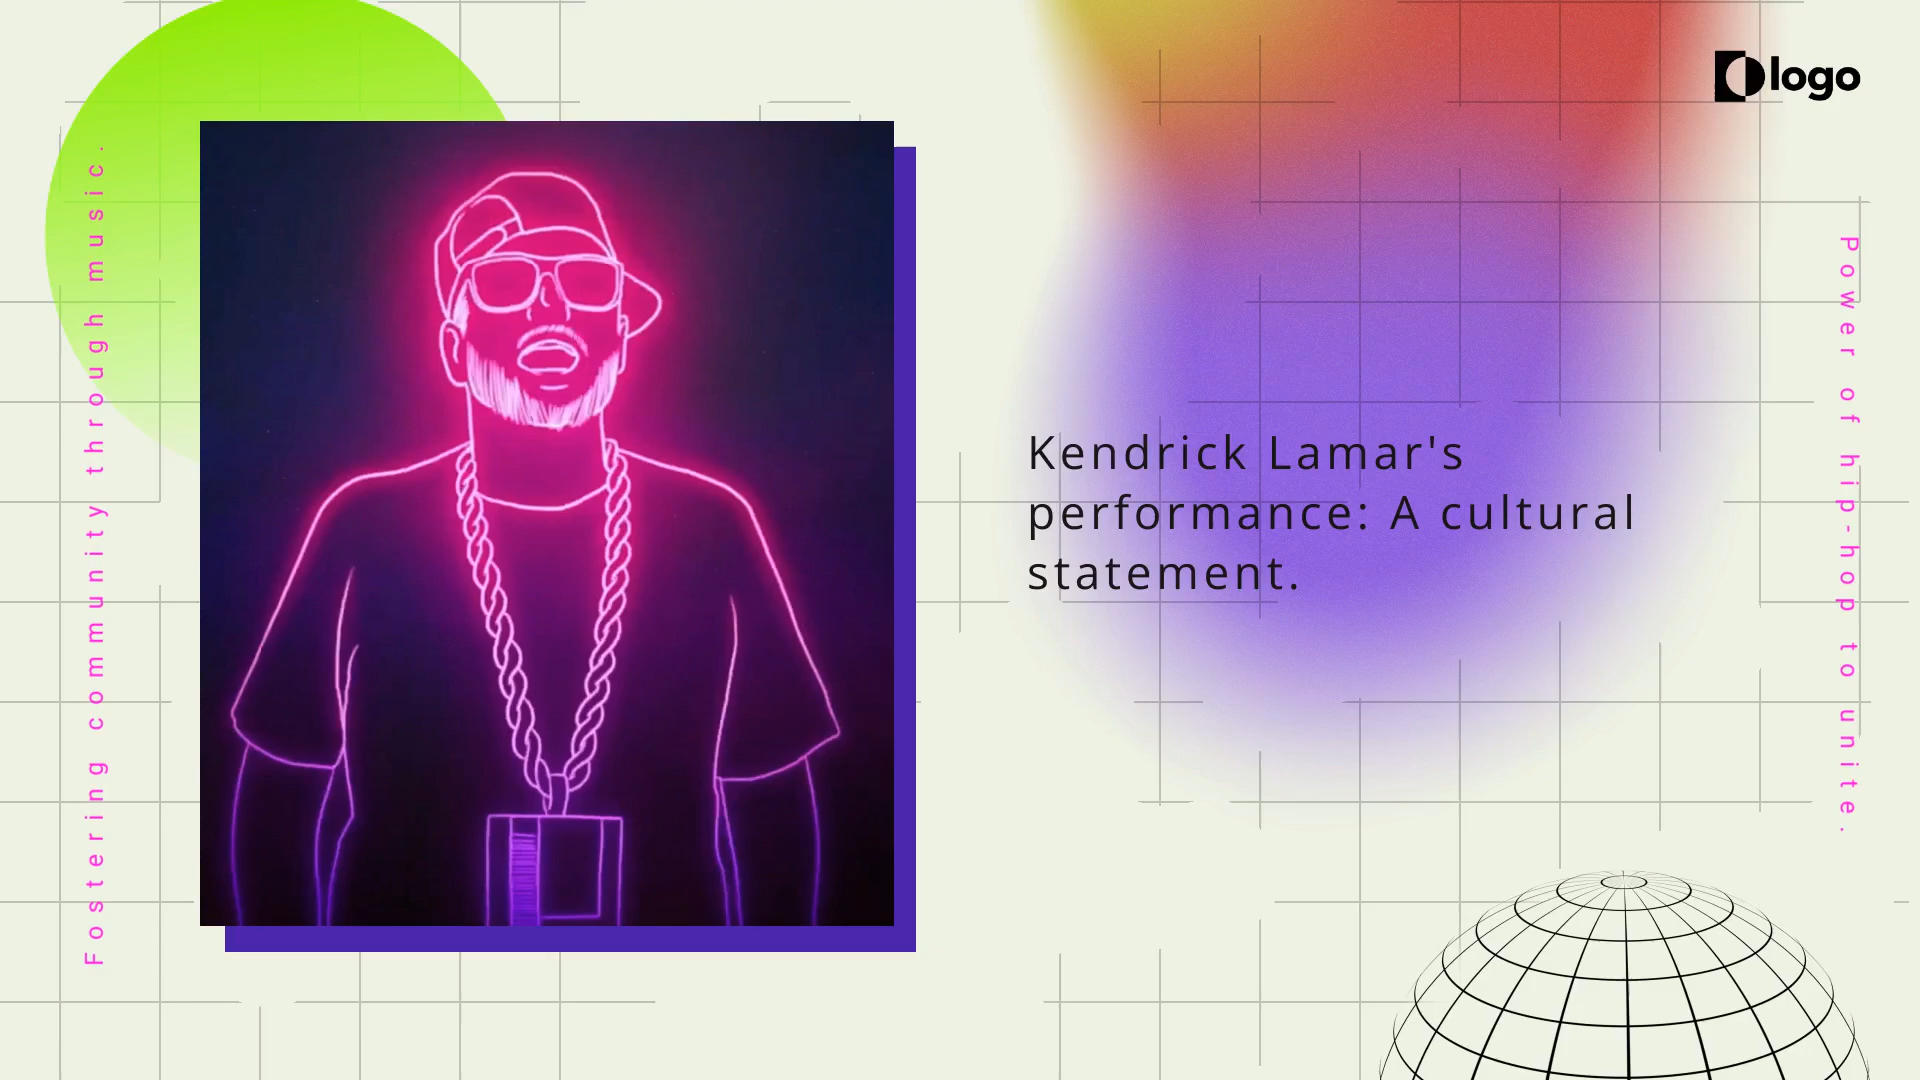 Fostering community through music.
logo
Kendrick Lamar's
performance: A cultural
statement.
Power of hip-hop to unite.